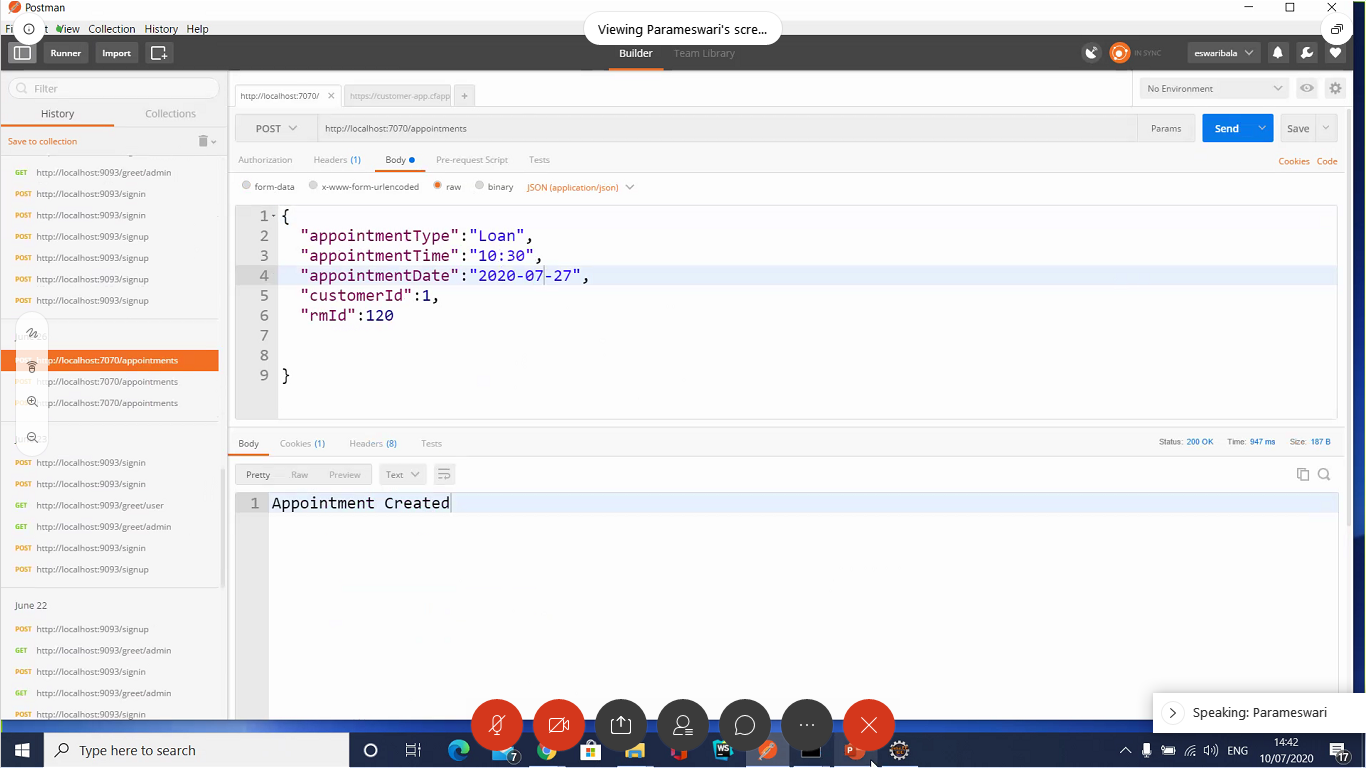 Postman
View Collection History Help
Viewing Parameswari's scre...
Runner Import
Builder Team Library
IN SYNC eswaribala
Filter
History Collections
Save to collection
http://localhost:7070/ https://customer-app.cfapp
No Environment
POST http://localhost:7070/appointments Params Send Save
Authorization Headers (1) Body Pre-request Script Tests Cookies Code
form-data x-www-form-urlencoded raw binary JSON (application/json)
GET http://localhost:9093/greet/admin
POST http://localhost:9093/signin
POST http://localhost:9093/signin
POST http://localhost:9093/signup
POST http://localhost:9093/signup
POST http://localhost:9093/signup
POST http://localhost:9093/signup
ttp://localhost:7070/appointments
ttp://localhost:7070/appointments
ttp://localhost:7070/appointments
POST http://localhost:9093/signin
POST http://localhost:9093/signin
GET http://localhost:9093/greet/user
GET http://localhost:9093/greet/admin
POST http://localhost:9093/signin
POST http://localhost:9093/signup
June 22
POST http://localhost:9093/signup
GET http://localhost:9093/greet/admin
POST http://localhost:9093/signin
GET http://localhost:9093/greet/admin
POST http://localhost:9093/signin
1 {
2 "appointmentType":"Loan",
3 "appointmentTime":"10:30",
4 "appointmentDate":"2020-07-27",
5 "customerId":1,
6 "rmId":120
7
8
9 }
Body Cookies (1) Headers (8) Tests Status: 200 OK Time: 947 ms Size: 187 B
Pretty Raw Preview Text
1 Appointment Created
Speaking: Parameswari
Type here to search
7
ENG
14:42
10/07/2020
17